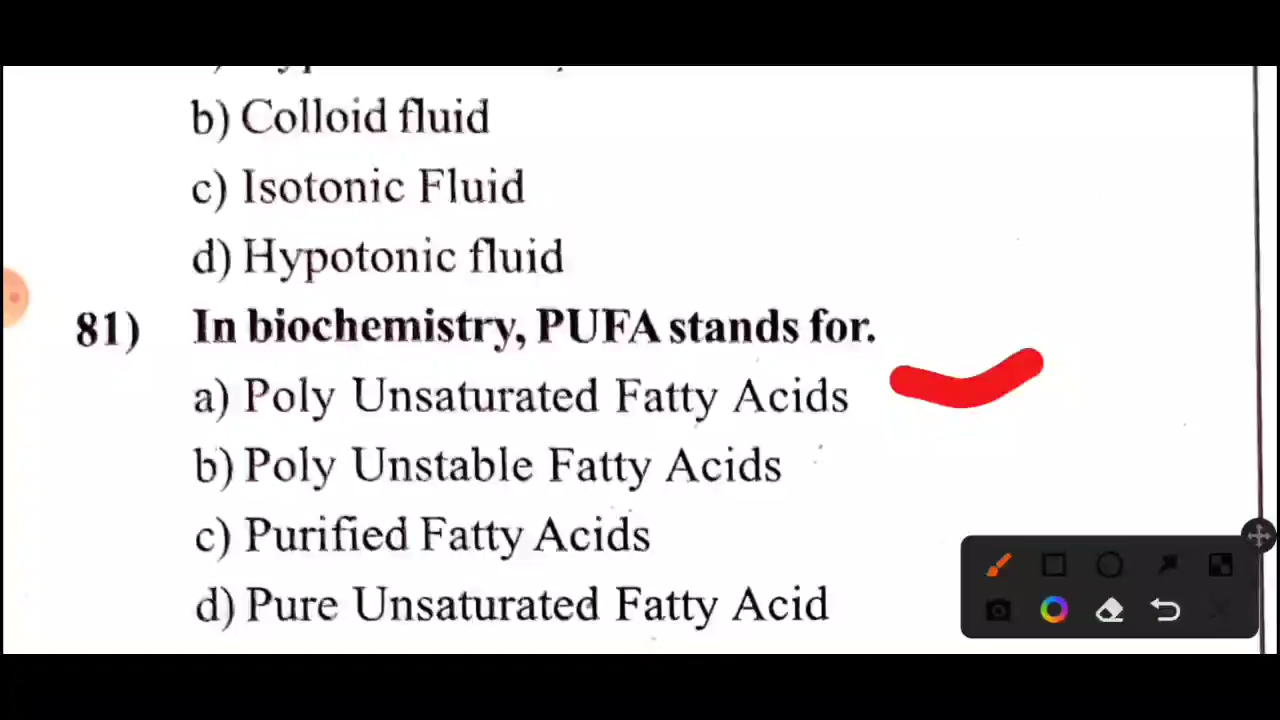 b) Colloid fluid
c) Isotonic Fluid
d) Hypotonic fluid
81) In biochemistry, PUFA stands for.
a) Poly Unsaturated Fatty Acids
b) Poly Unstable Fatty Acids
c) Purified Fatty Acids
d) Pure Unsaturated Fatty Acid